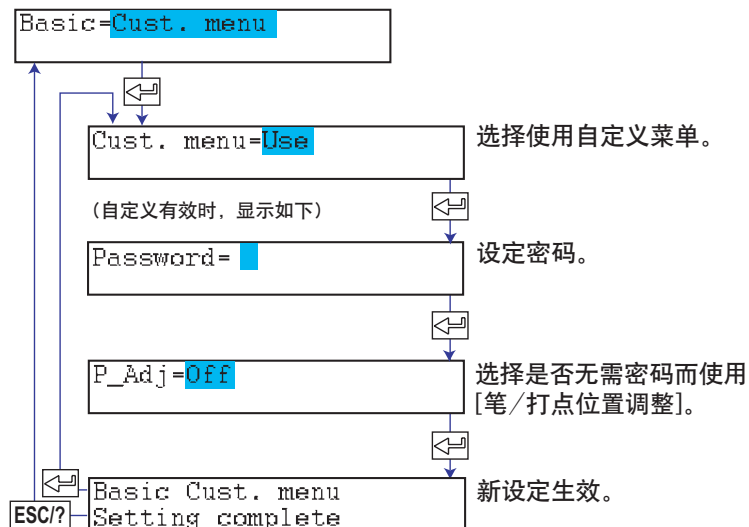 Basic=Cust. menu
Cust. menu=Use
选择使用自定义菜单。
（自定义有效时，显示如下）
Password=
设定密码。
P_Adj=Off
选择是否无需密码而使用
[笔/打点位置调整]。
Basic Cust. menu
新设定生效。
ESC/?
Setting complete